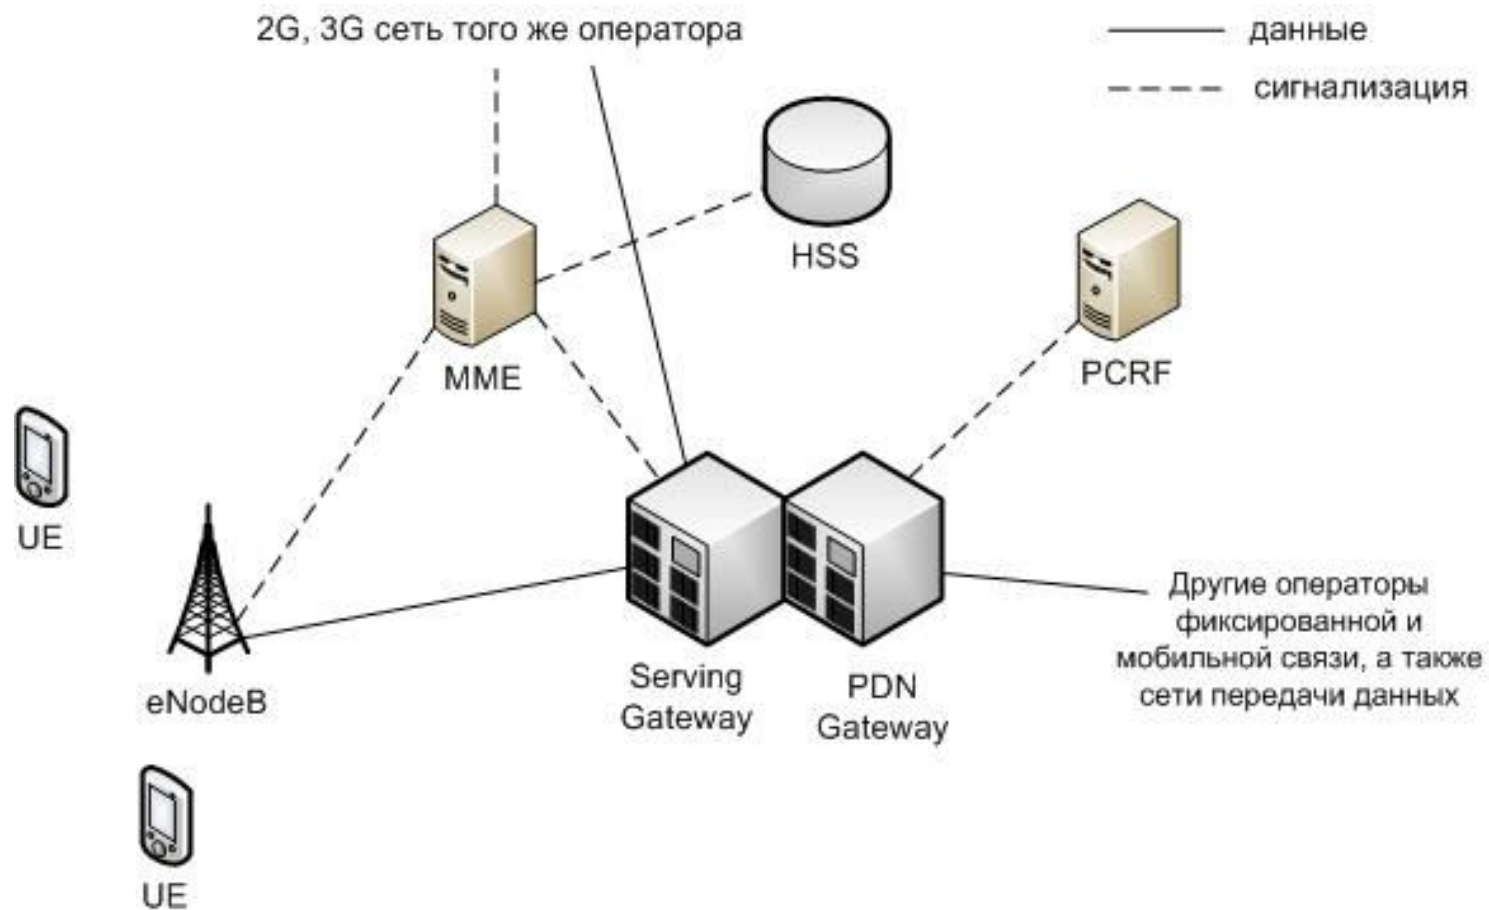 2G, 3G сеть того же оператора
данные
сигнализация
HSS
MME
PCRF
UE
eNodeB
Serving
Gateway
PDN
Gateway
Другие операторы
фиксированной и
мобильной связи, а также
сети передачи данных
UE